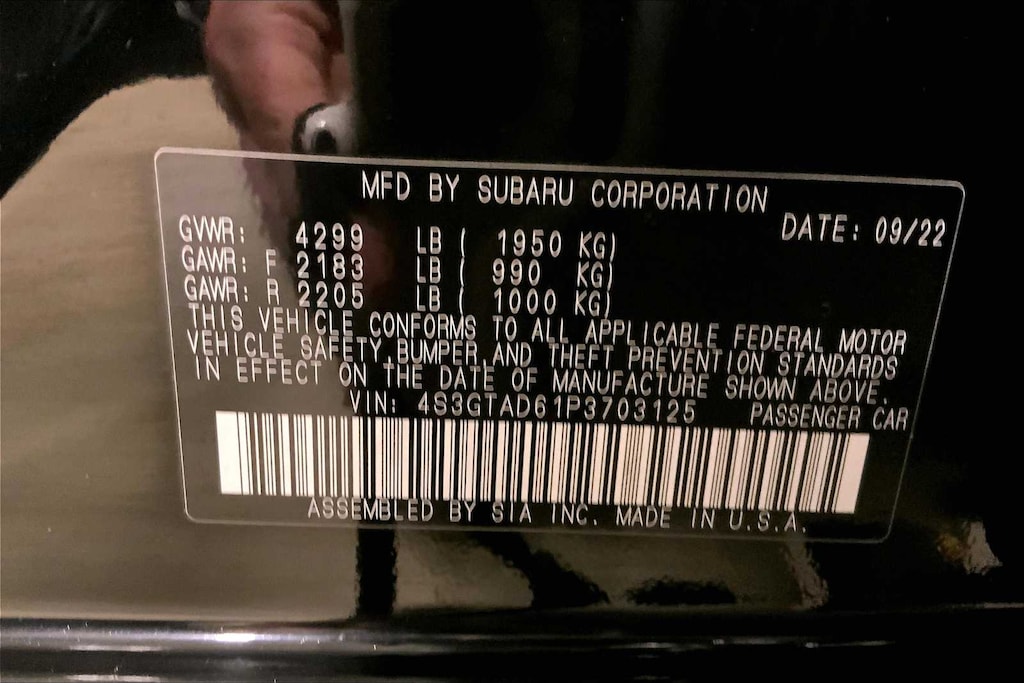 MFD BY SUBARU CORPORATION
DATE: 09/22
GVWR: 4299 LB ( 1950 KG)
GAWR: F 2183 LB ( 990 KG)
GAWR: R 2205 LB ( 1000 KG)
THIS VEHICLE CONFORMS TO ALL APPLICABLE FEDERAL MOTOR
VEHICLE SAFETY,BUMPER,AND THEFT PREVENTION STANDARDS
IN EFFECT ON THE DATE OF MANUFACTURE SHOWN ABOVE.
VIN: 4S3GTAD61P3703125 PASSENGER CAR
ASSEMBLED BY SIA INC. MADE IN U.S.A.